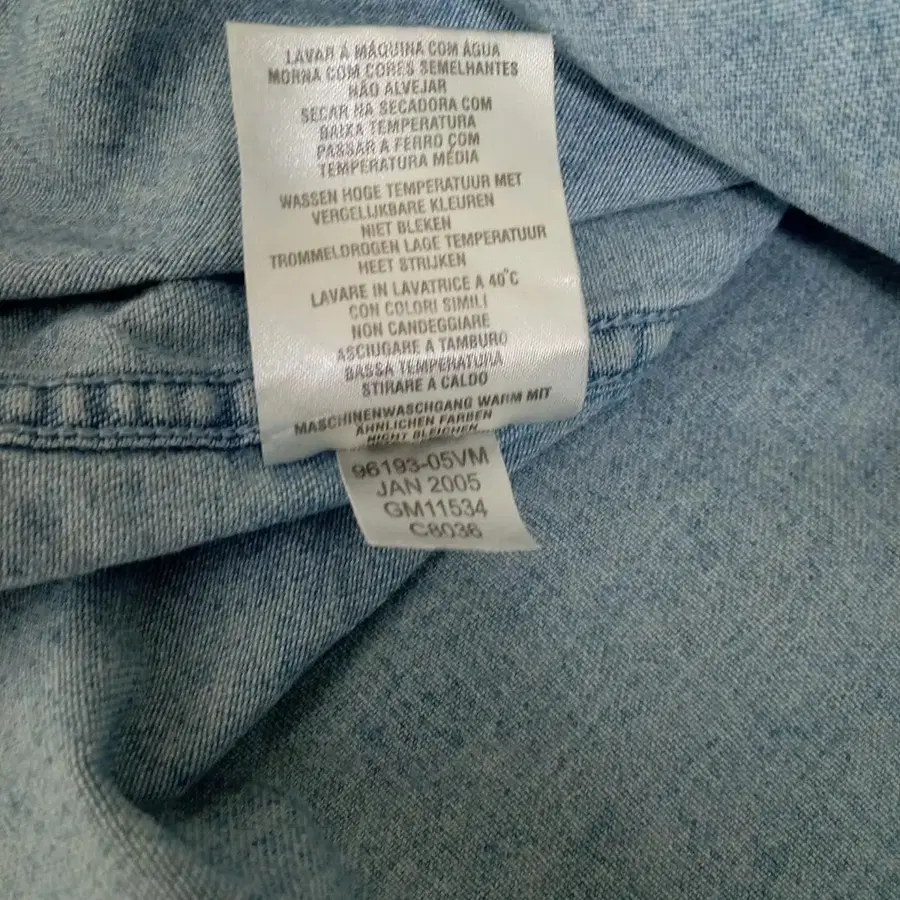 LAVAR À MÁQUINA COM ÁGUA
MORNA COM CORES SEMELHANTES
NÃO ALVEJAR
SECAR NA SECADORA COM
BAIXA TEMPERATURA
PASSAR A FERRO COM
TEMPERATURA MÉDIA
WASSEN HOGE TEMPERATUUR MET
VERGELIJKBARE KLEUREN
NIET BLEKEN
TROMMELDROGEN LAGE TEMPERATUUR
HEET STRIJKEN
LAVARE IN LAVATRICE A 40°C
CON COLORI SIMILI
NON CANDEGGIARE
ASCIUGARE A TAMBURO
BASSA TEMPERATURA
STIRARE A CALDO
MASCHINENWASCHGANG WARM MIT
ÄHNLICHEN FARBEN
NICHT BLEICHEN
96193-05VM
JAN 2005
GM11534
C8036